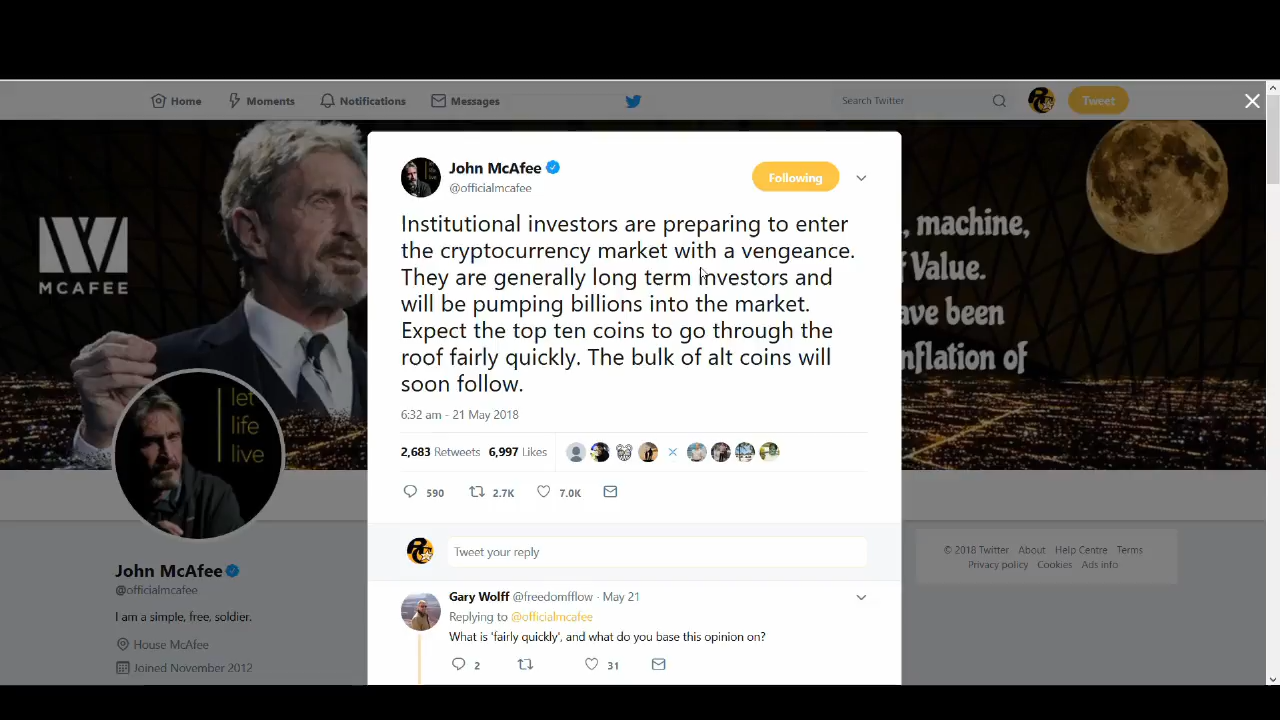 Home
Moments
Notifications
Messages
Search Twitter
Tweet
MCAFEE
, machine,
f Value.
ave been
nflation of
let
life
live
John McAfee
@officialmcafee
Following
Institutional investors are preparing to enter
the cryptocurrency market with a vengeance.
They are generally long term investors and
will be pumping billions into the market.
Expect the top ten coins to go through the
roof fairly quickly. The bulk of alt coins will
soon follow.
6:32 am - 21 May 2018
2,683 Retweets 6,997 Likes
590 2.7K 7.0K
Tweet your reply
Gary Wolff @freedomfflow · May 21
Replying to @officialmcafee
What is 'fairly quickly', and what do you base this opinion on?
2 31
John McAfee
@officialmcafee
I am a simple, free, soldier.
House McAfee
Joined November 2012
© 2018 Twitter About Help Centre Terms
Privacy policy Cookies Ads info